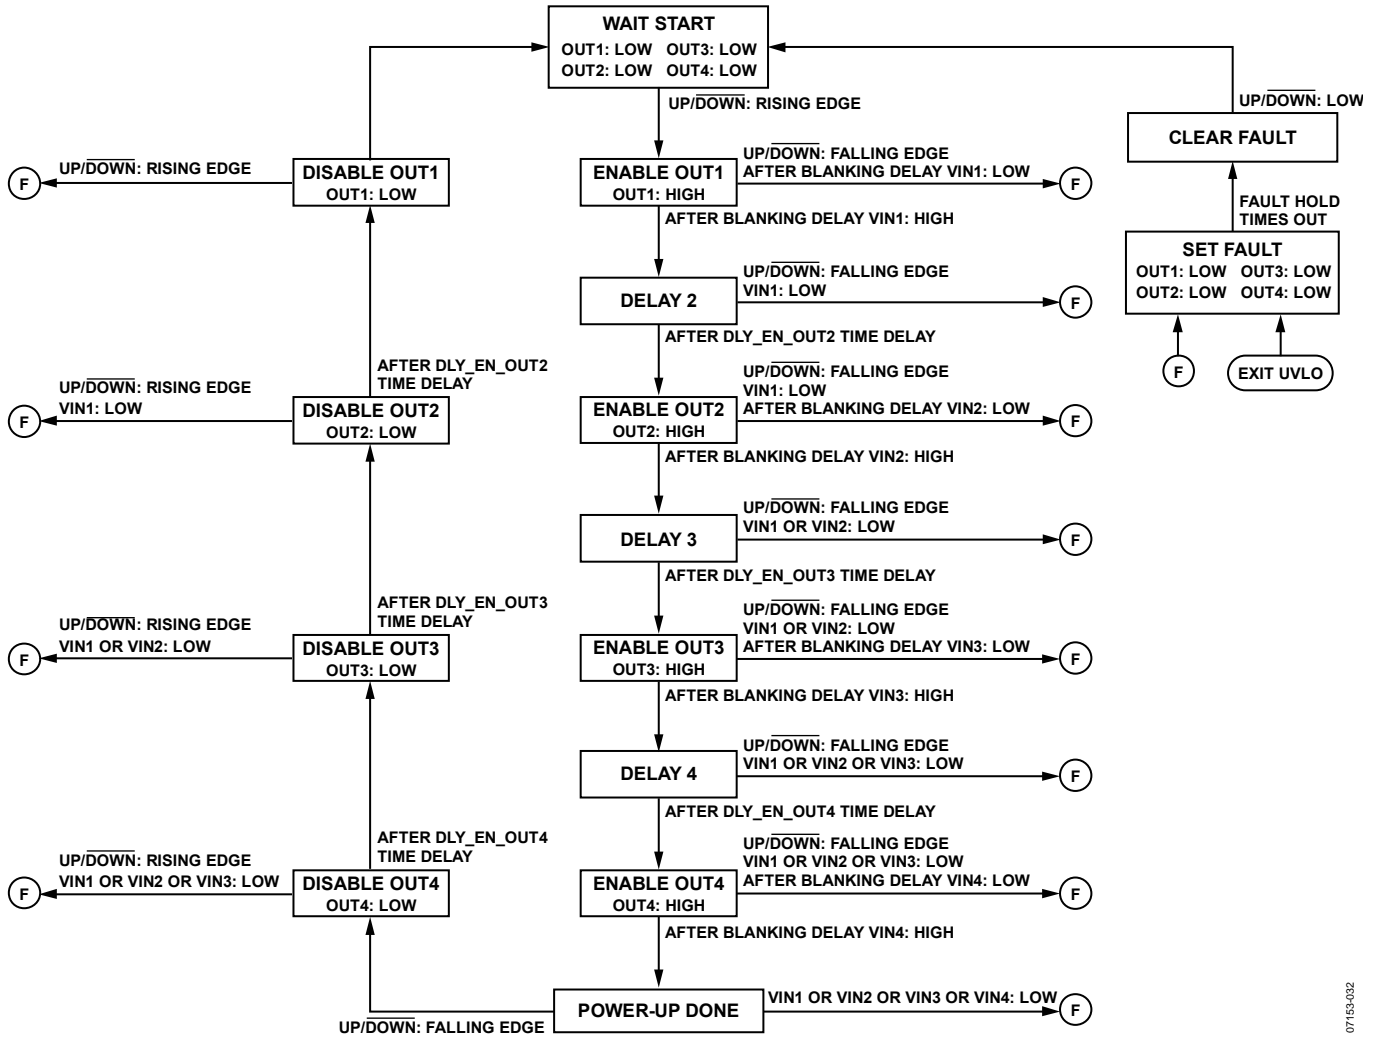 WAIT START
OUT1: LOW OUT3: LOW
OUT2: LOW OUT4: LOW
UP/DOWN: RISING EDGE
ENABLE OUT1
OUT1: HIGH
UP/DOWN: FALLING EDGE
AFTER BLANKING DELAY VIN1: LOW
F
AFTER BLANKING DELAY VIN1: HIGH
DELAY 2
UP/DOWN: FALLING EDGE
VIN1: LOW
F
AFTER DLY_EN_OUT2 TIME DELAY
ENABLE OUT2
OUT2: HIGH
UP/DOWN: FALLING EDGE
VIN1: LOW
AFTER BLANKING DELAY VIN2: LOW
F
AFTER BLANKING DELAY VIN2: HIGH
DELAY 3
UP/DOWN: FALLING EDGE
VIN1 OR VIN2: LOW
F
AFTER DLY_EN_OUT3 TIME DELAY
ENABLE OUT3
OUT3: HIGH
UP/DOWN: FALLING EDGE
VIN1 OR VIN2: LOW
AFTER BLANKING DELAY VIN3: LOW
F
AFTER BLANKING DELAY VIN3: HIGH
DELAY 4
UP/DOWN: FALLING EDGE
VIN1 OR VIN2 OR VIN3: LOW
F
AFTER DLY_EN_OUT4 TIME DELAY
ENABLE OUT4
OUT4: HIGH
UP/DOWN: FALLING EDGE
VIN1 OR VIN2 OR VIN3: LOW
AFTER BLANKING DELAY VIN4: LOW
F
AFTER BLANKING DELAY VIN4: HIGH
POWER-UP DONE
VIN1 OR VIN2 OR VIN3 OR VIN4: LOW
F
UP/DOWN: FALLING EDGE
DISABLE OUT4
OUT4: LOW
UP/DOWN: RISING EDGE
VIN1 OR VIN2 OR VIN3: LOW
F
AFTER DLY_EN_OUT4
TIME DELAY
DISABLE OUT3
OUT3: LOW
UP/DOWN: RISING EDGE
VIN1 OR VIN2: LOW
F
AFTER DLY_EN_OUT3
TIME DELAY
DISABLE OUT2
OUT2: LOW
UP/DOWN: RISING EDGE
VIN1: LOW
F
AFTER DLY_EN_OUT2
TIME DELAY
DISABLE OUT1
OUT1: LOW
UP/DOWN: RISING EDGE
F
UP/DOWN: LOW
CLEAR FAULT
FAULT HOLD
TIMES OUT
SET FAULT
OUT1: LOW OUT3: LOW
OUT2: LOW OUT4: LOW
F
EXIT UVLO
07153-032